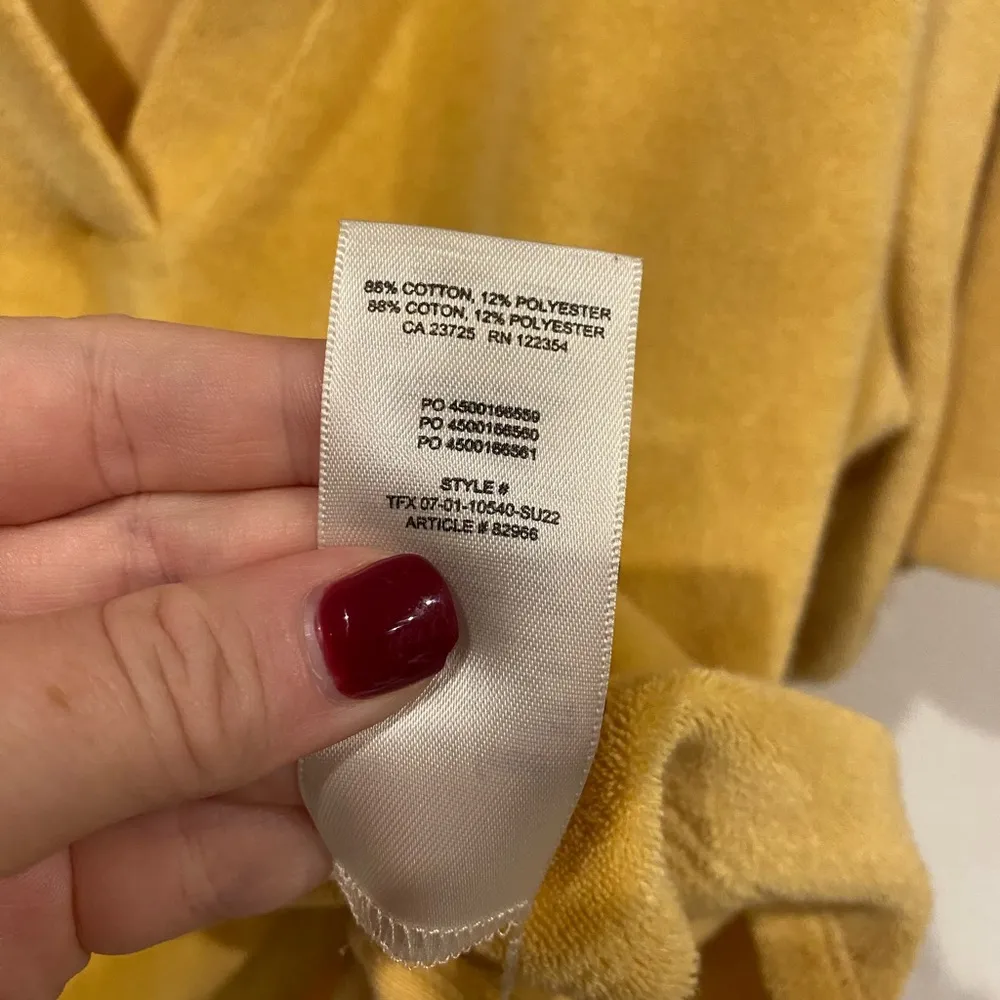 88% COTTON, 12% POLYESTER
88% COTON, 12% POLYESTER
CA 23725 RN 122354
PO 4500166559
PO 4500166560
PO 4500166561
STYLE #
TFX 07-01-10540-SU22
ARTICLE # 82966